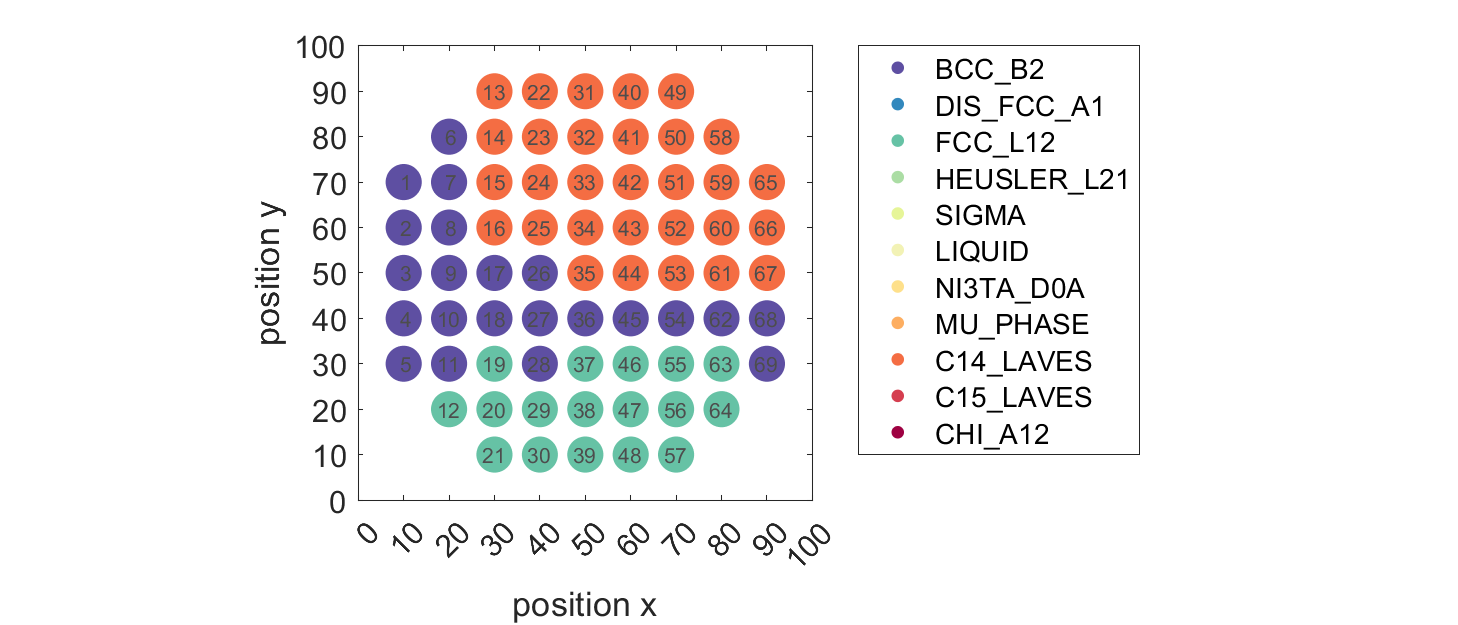 100
13 22 31 40 49
90
6 14 23 32 41 50 58
80
1 7 15 24 33 42 51 59 65
70
2 8 16 25 34 43 52 60 66
60
3 9 17 26 35 44 53 61 67
50
4 10 18 27 36 45 54 62 68
40
5 11 19 28 37 46 55 63 69
30
12 20 29 38 47 56 64
20
21 30 39 48 57
10
0
position y
0 10 20 30 40 50 60 70 80 90 100
position x
BCC_B2
DIS_FCC_A1
FCC_L12
HEUSLER_L21
SIGMA
LIQUID
NI3TA_D0A
MU_PHASE
C14_LAVES
C15_LAVES
CHI_A12